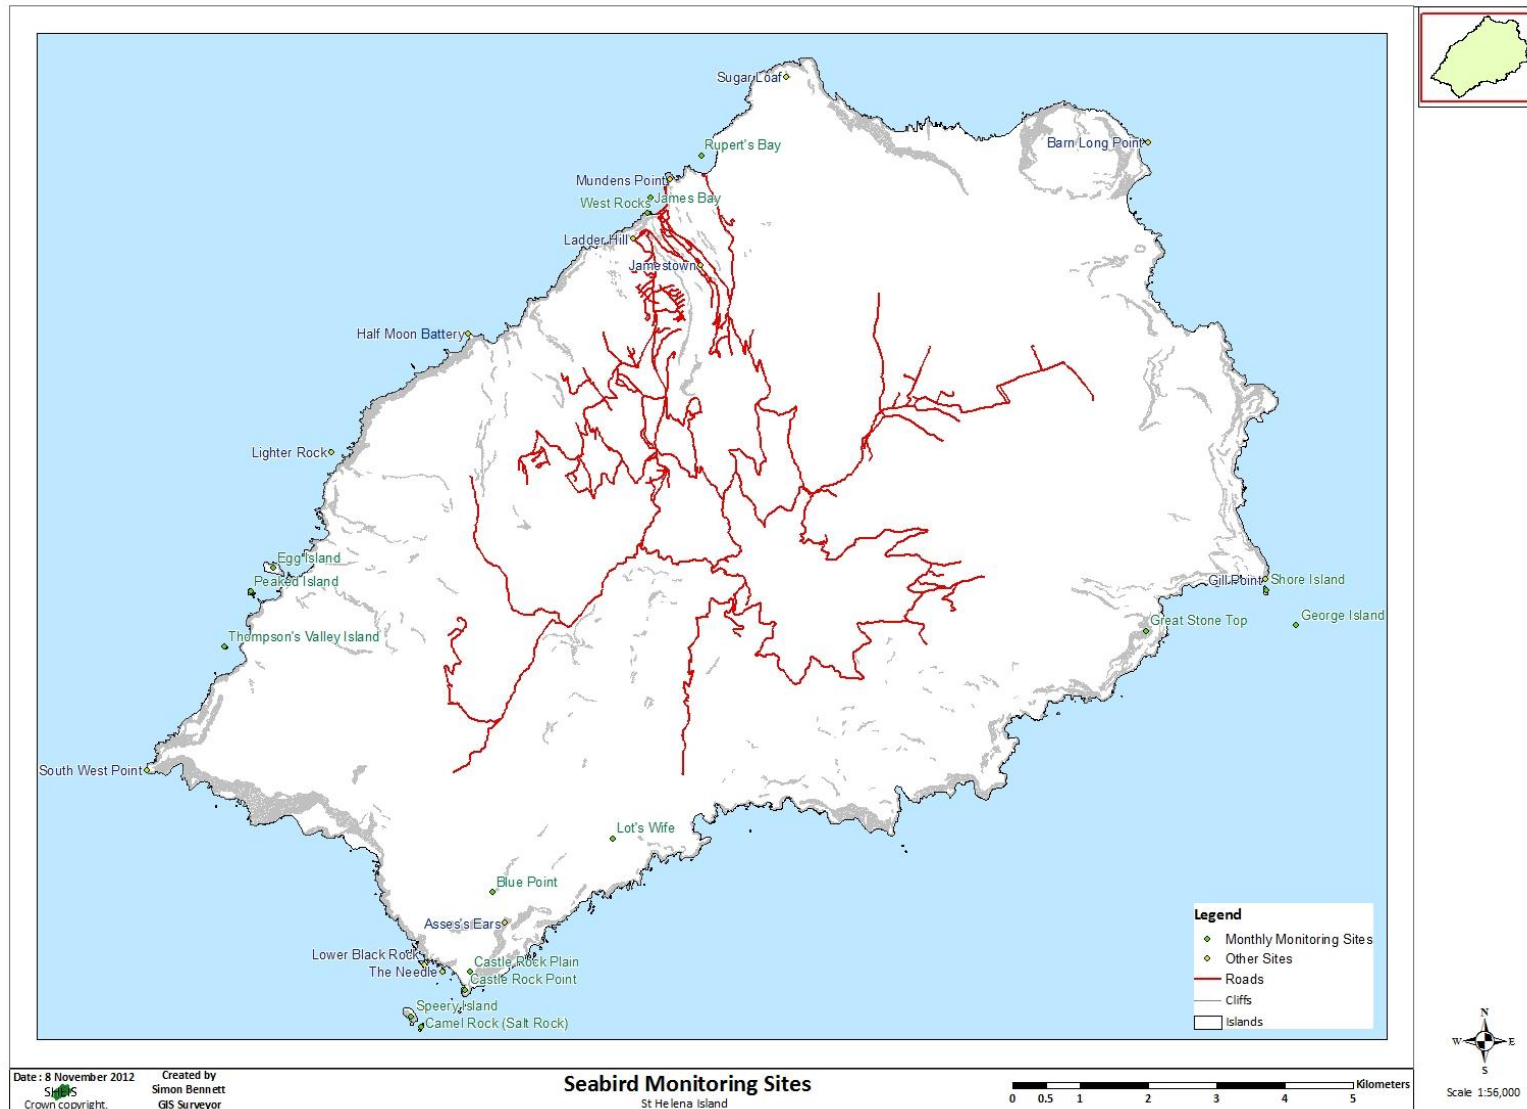 Sugar Loaf
Barn Long Point
Rupert's Bay
Mundens Point
James Bay
West Rocks
Ladder Hill
Jamestown
Half Moon Battery
Lighter Rock
Egg Island
Peaked Island
Gill Point
Shore Island
George Island
Great Stone Top
Thompson's Valley Island
South West Point
Lot's Wife
Blue Point
Asses's Ears
Lower Black Rock
The Needle
Castle Rock Plain
Castle Rock Point
Speery Island
Camel Rock (Salt Rock)
Legend
Monthly Monitoring Sites
Other Sites
Roads
Cliffs
Islands
N
W E
S
Scale 1:56,000
Date : 8 November 2012
SHEIS
Crown copyright.
Created by
Simon Bennett
GIS Surveyor
Seabird Monitoring Sites
St Helena Island
Kilometers
0 0.5 1 2 3 4 5